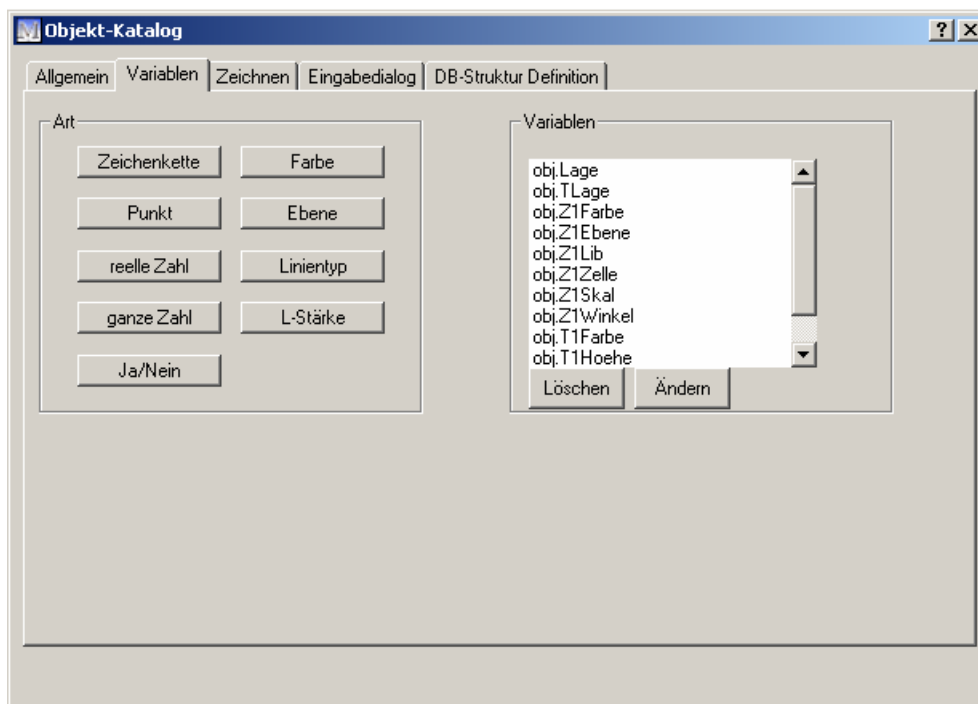 Objekt-Katalog
Allgemein Variablen Zeichnen Eingabedialog DB-Struktur Definition
Art
Zeichenkette Farbe
Punkt Ebene
reelle Zahl Linientyp
ganze Zahl L-Stärke
Ja/Nein
Variablen
obj.Lage
obj.TLage
obj.Z1Farbe
obj.Z1Ebene
obj.Z1Lib
obj.Z1Zelle
obj.Z1Skal
obj.Z1Winkel
obj.T1Farbe
obj.T1Hoehe
Löschen Ändern